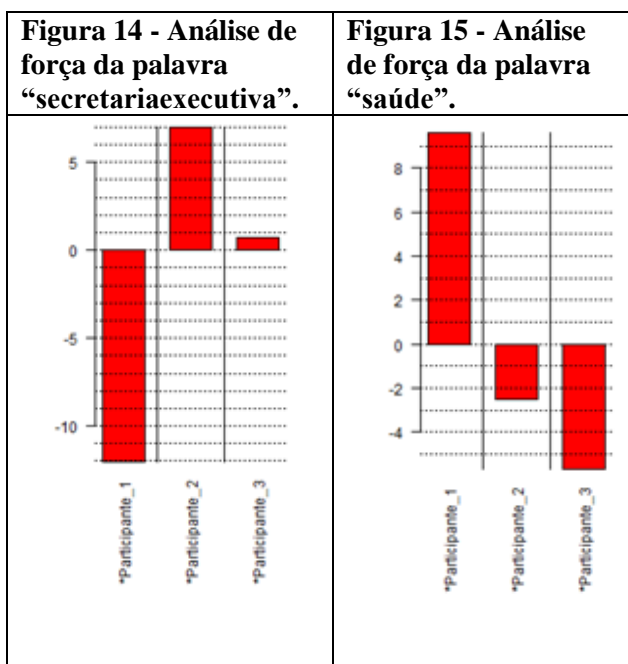 Figura 14 - Análise de
força da palavra
“secretariaexecutiva”.
Figura 15 - Análise
de força da palavra
“saúde”.
5
0
-5
-10
*Participante_1
*Participante_2
*Participante_3
8
6
4
2
0
-2
-4
*Participante_1
*Participante_2
*Participante_3